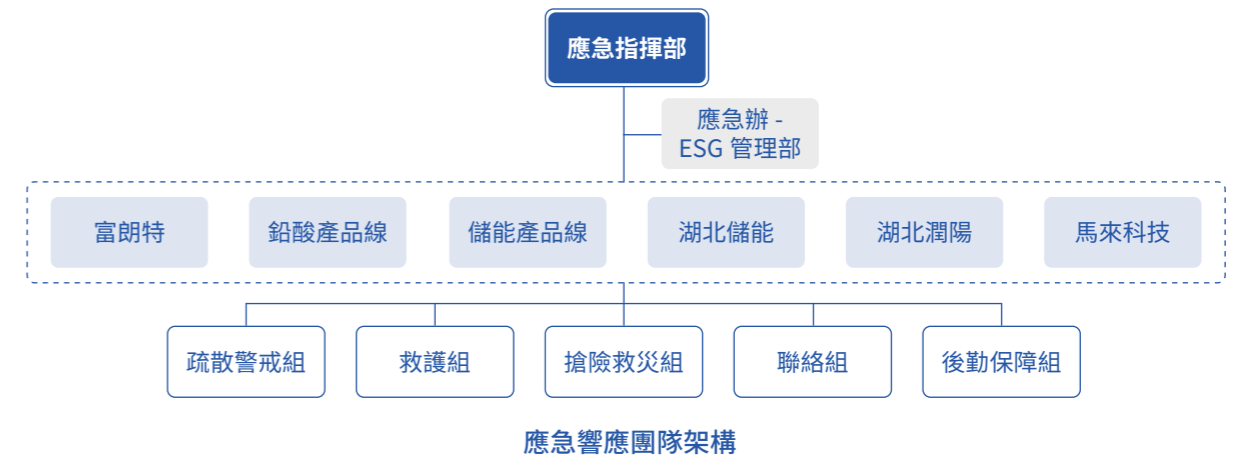 應急指揮部
應急辦 -
ESG 管理部
富朗特
鉛酸產品線
儲能產品線
湖北儲能
湖北潤陽
馬來科技
疏散警戒組
救護組
搶險救災組
聯絡組
後勤保障組
應急響應團隊架構